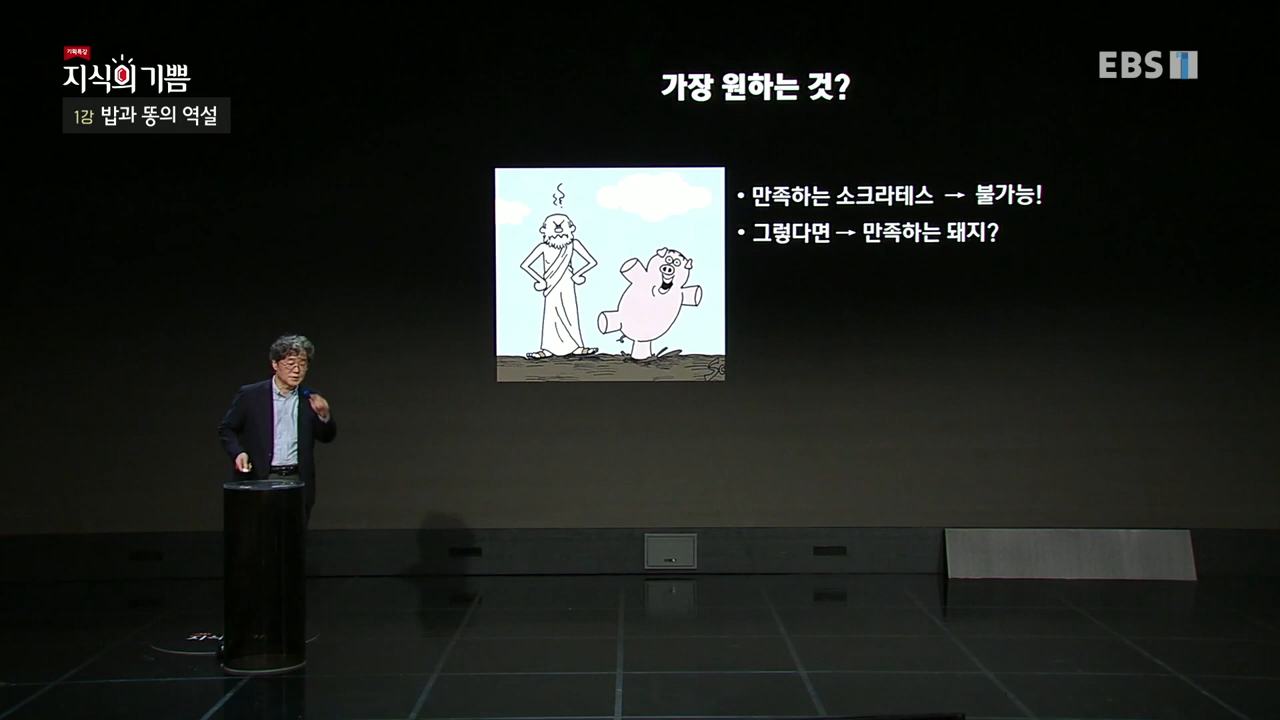 기획특강
지식의 기쁨
1강 밥과 똥의 역설
EBS 1
가장 원하는 것?
• 만족하는 소크라테스 → 불가능!
• 그렇다면 → 만족하는 돼지?